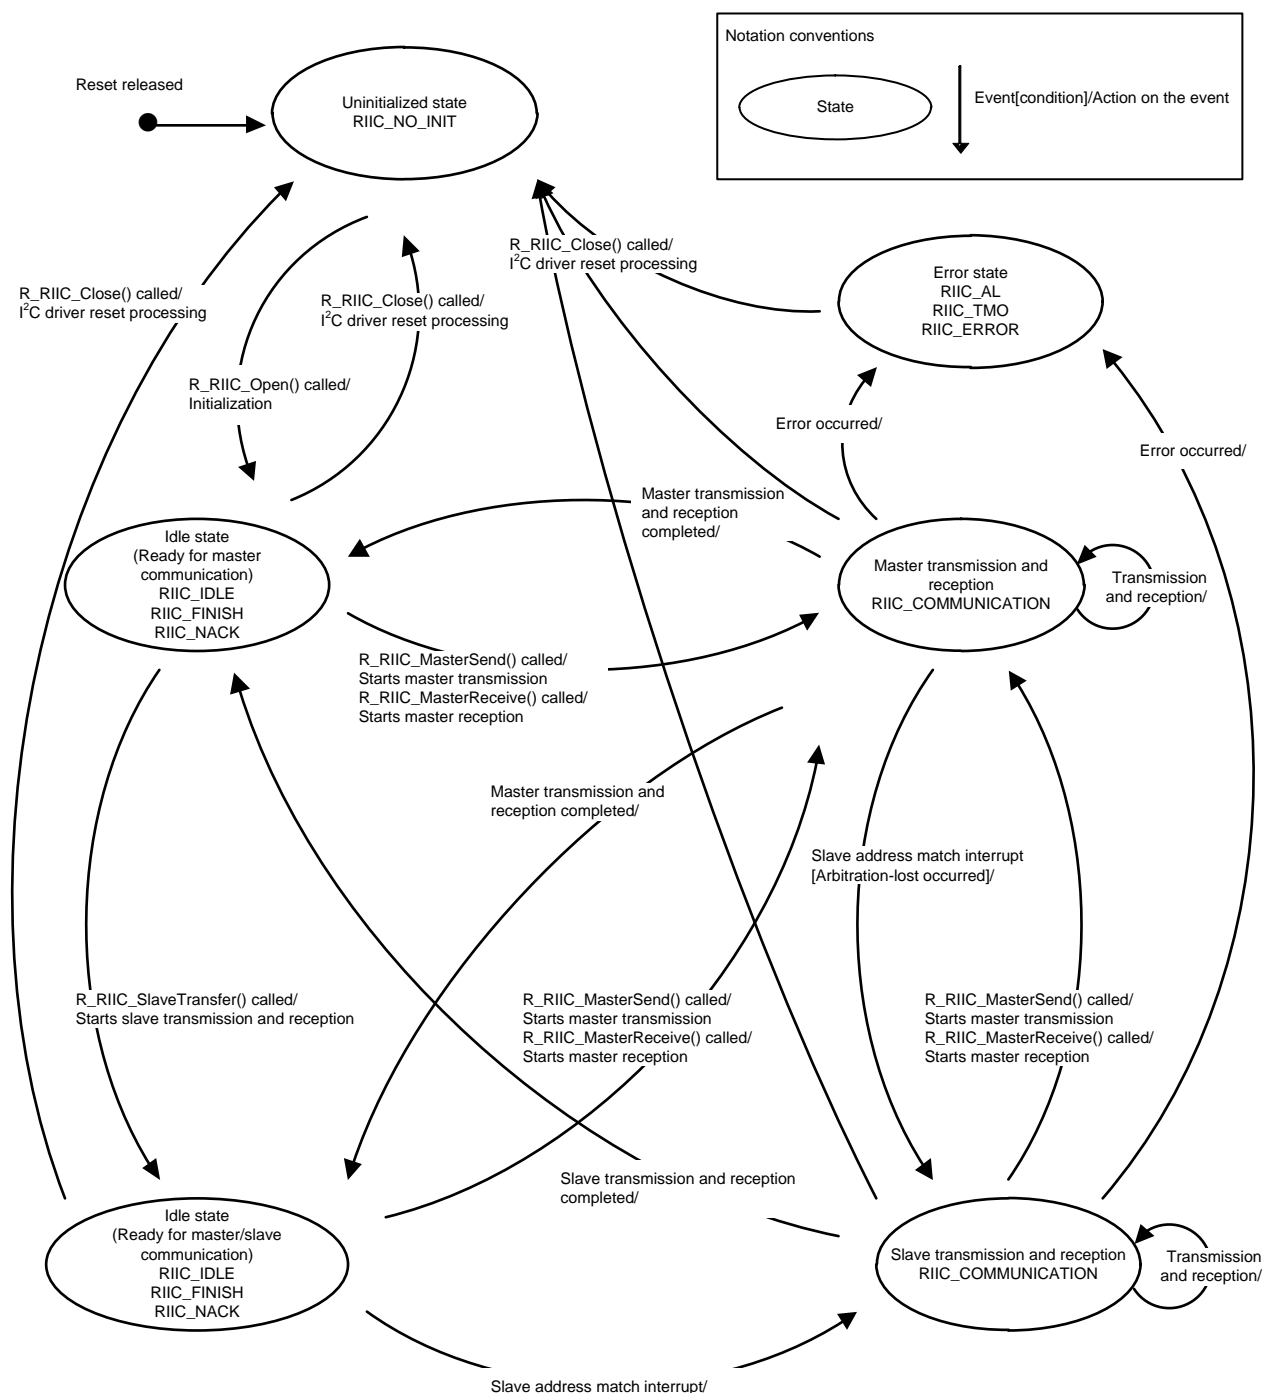 Notation conventions
State
Event[condition]/Action on the event
Reset released
Uninitialized state
RIIC_NO_INIT
R_RIIC_Close() called/
I²C driver reset processing
R_RIIC_Close() called/
I²C driver reset processing
R_RIIC_Close() called/
I²C driver reset processing
Error state
RIIC_AL
RIIC_TMO
RIIC_ERROR
R_RIIC_Open() called/
Initialization
Error occurred/
Error occurred/
Master transmission
and reception
completed/
Idle state
(Ready for master
communication)
RIIC_IDLE
RIIC_FINISH
RIIC_NACK
Master transmission and
reception
RIIC_COMMUNICATION
Transmission
and reception/
R_RIIC_MasterSend() called/
Starts master transmission
R_RIIC_MasterReceive() called/
Starts master reception
Master transmission and
reception completed/
Slave address match interrupt
[Arbitration-lost occurred]/
R_RIIC_SlaveTransfer() called/
Starts slave transmission and reception
R_RIIC_MasterSend() called/
Starts master transmission
R_RIIC_MasterReceive() called/
Starts master reception
R_RIIC_MasterSend() called/
Starts master transmission
R_RIIC_MasterReceive() called/
Starts master reception
Slave transmission and reception
completed/
Idle state
(Ready for master/slave
communication)
RIIC_IDLE
RIIC_FINISH
RIIC_NACK
Slave transmission and reception
RIIC_COMMUNICATION
Transmission
and reception/
Slave address match interrupt/